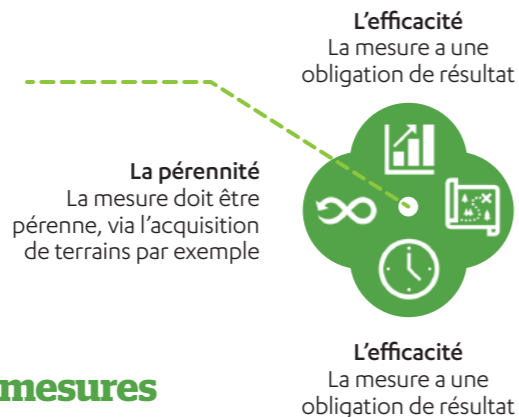 L'efficacité
La mesure a une
obligation de résultat
La pérennité
La mesure doit être
pérenne, via l'acquisition
de terrains par exemple
L'efficacité
La mesure a une
obligation de résultat
mesures